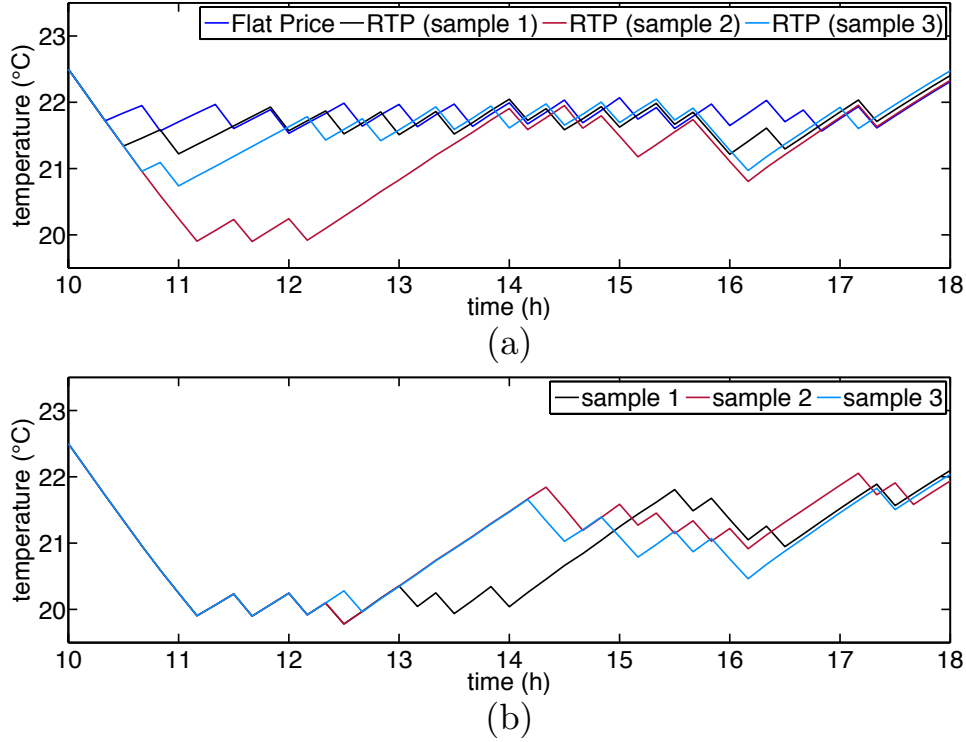 Flat Price RTP (sample 1) RTP (sample 2) RTP (sample 3)
23
22
21
20
temperature (°C)
10 11 12 13 14 15 16 17 18
time (h)
(a)
sample 1 sample 2 sample 3
23
22
21
20
temperature (°C)
10 11 12 13 14 15 16 17 18
time (h)
(b)